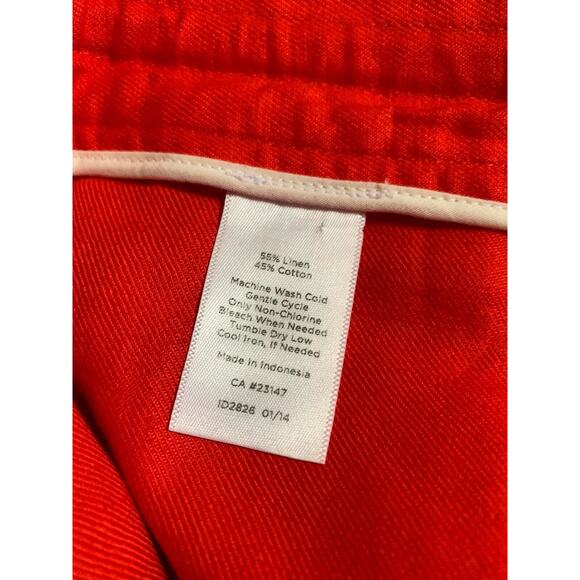 55% Linen
45% Cotton
Machine Wash Cold
Gentle Cycle
Only Non-Chlorine
Bleach When Needed
Tumble Dry Low
Cool Iron, If Needed
Made in Indonesia
CA #23147
ID2826 01/14